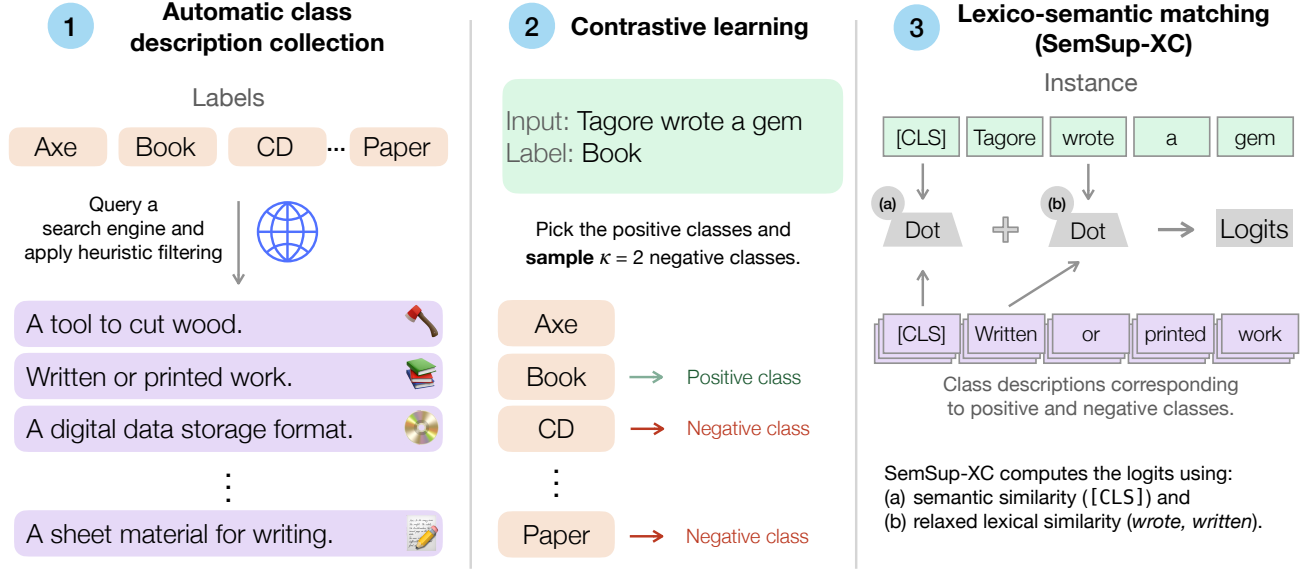 1
Automatic class
description collection
Labels
Axe
Book
CD
...
Paper
Query a
search engine and
apply heuristic filtering
A tool to cut wood.
Written or printed work.
A digital data storage format.
⋮
A sheet material for writing.
2
Contrastive learning
Input: Tagore wrote a gem
Label: Book
Pick the positive classes and
sample κ = 2 negative classes.
Axe
Book
Positive class
CD
Negative class
⋮
Paper
Negative class
3
Lexico-semantic matching
(SemSup-XC)
Instance
[CLS] Tagore wrote a gem
(a)
Dot
+
(b)
Dot
Logits
[CLS] Written or printed work
Class descriptions corresponding
to positive and negative classes.
SemSup-XC computes the logits using:
(a) semantic similarity ([CLS]) and
(b) relaxed lexical similarity (wrote, written).